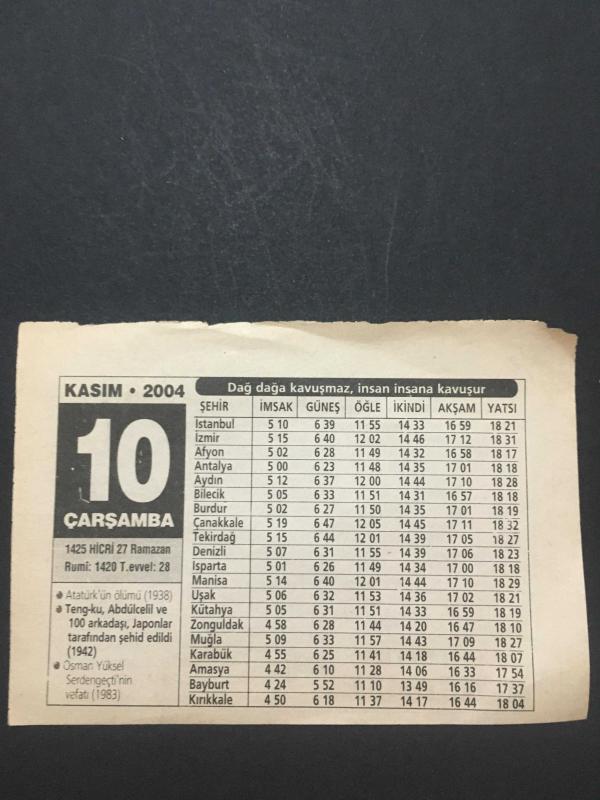 KASIM • 2004
10
ÇARŞAMBA
1425 HİCRİ 27 Ramazan
Rumî: 1420 T.evvel: 28
Atatürk'ün ölümü (1938)
Teng-ku, Abdülcelil ve
100 arkadaşı, Japonlar
tarafından şehid edildi
(1942)
Osman Yüksel
Serdengeçti'nin
vefatı (1983)
Dağ dağa kavuşmaz, insan insana kavuşur
ŞEHİR İMSAK GÜNEŞ ÖĞLE İKİNDİ AKŞAM YATSI
İstanbul 5 10 6 39 11 55 14 33 16 59 18 21
İzmir 5 15 6 40 12 02 14 46 17 12 18 31
Afyon 5 02 6 28 11 49 14 32 16 58 18 17
Antalya 5 00 6 23 11 48 14 35 17 01 18 18
Aydın 5 12 6 37 12 00 14 44 17 10 18 28
Bilecik 5 05 6 33 11 51 14 31 16 57 18 18
Burdur 5 02 6 27 11 50 14 35 17 01 18 19
Çanakkale 5 19 6 47 12 05 14 45 17 11 18 32
Tekirdağ 5 15 6 44 12 01 14 39 17 05 18 27
Denizli 5 07 6 31 11 55 14 39 17 06 18 23
Isparta 5 01 6 26 11 49 14 34 17 00 18 18
Manisa 5 14 6 40 12 01 14 44 17 10 18 29
Uşak 5 06 6 32 11 53 14 36 17 02 18 21
Kütahya 5 05 6 31 11 51 14 33 16 59 18 19
Zonguldak 4 58 6 28 11 44 14 20 16 47 18 10
Muğla 5 09 6 33 11 57 14 43 17 09 18 27
Karabük 4 55 6 25 11 41 14 18 16 44 18 07
Amasya 4 42 6 10 11 28 14 06 16 33 17 54
Bayburt 4 24 5 52 11 10 13 49 16 16 17 37
Kırıkkale 4 50 6 18 11 37 14 17 16 44 18 04